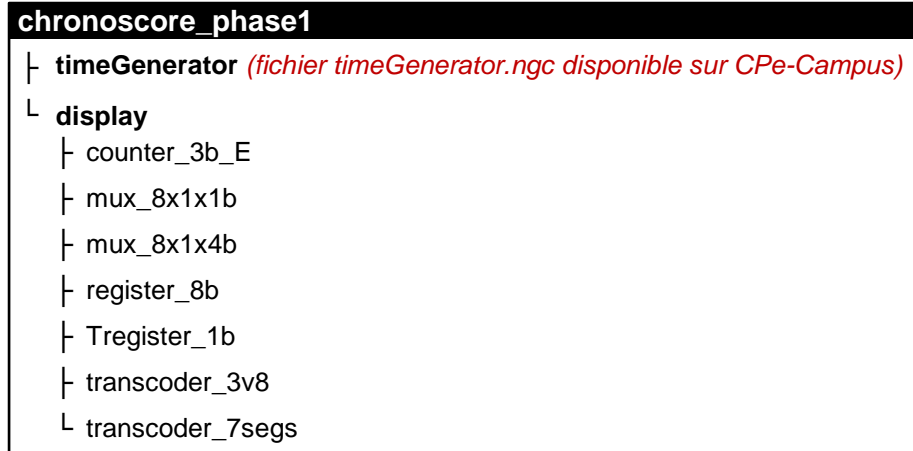 chronoscore_phase1
├ timeGenerator (fichier timeGenerator.ngc disponible sur CPe-Campus)
└ display
├ counter_3b_E
├ mux_8x1x1b
├ mux_8x1x4b
├ register_8b
├ Tregister_1b
├ transcoder_3v8
└ transcoder_7segs